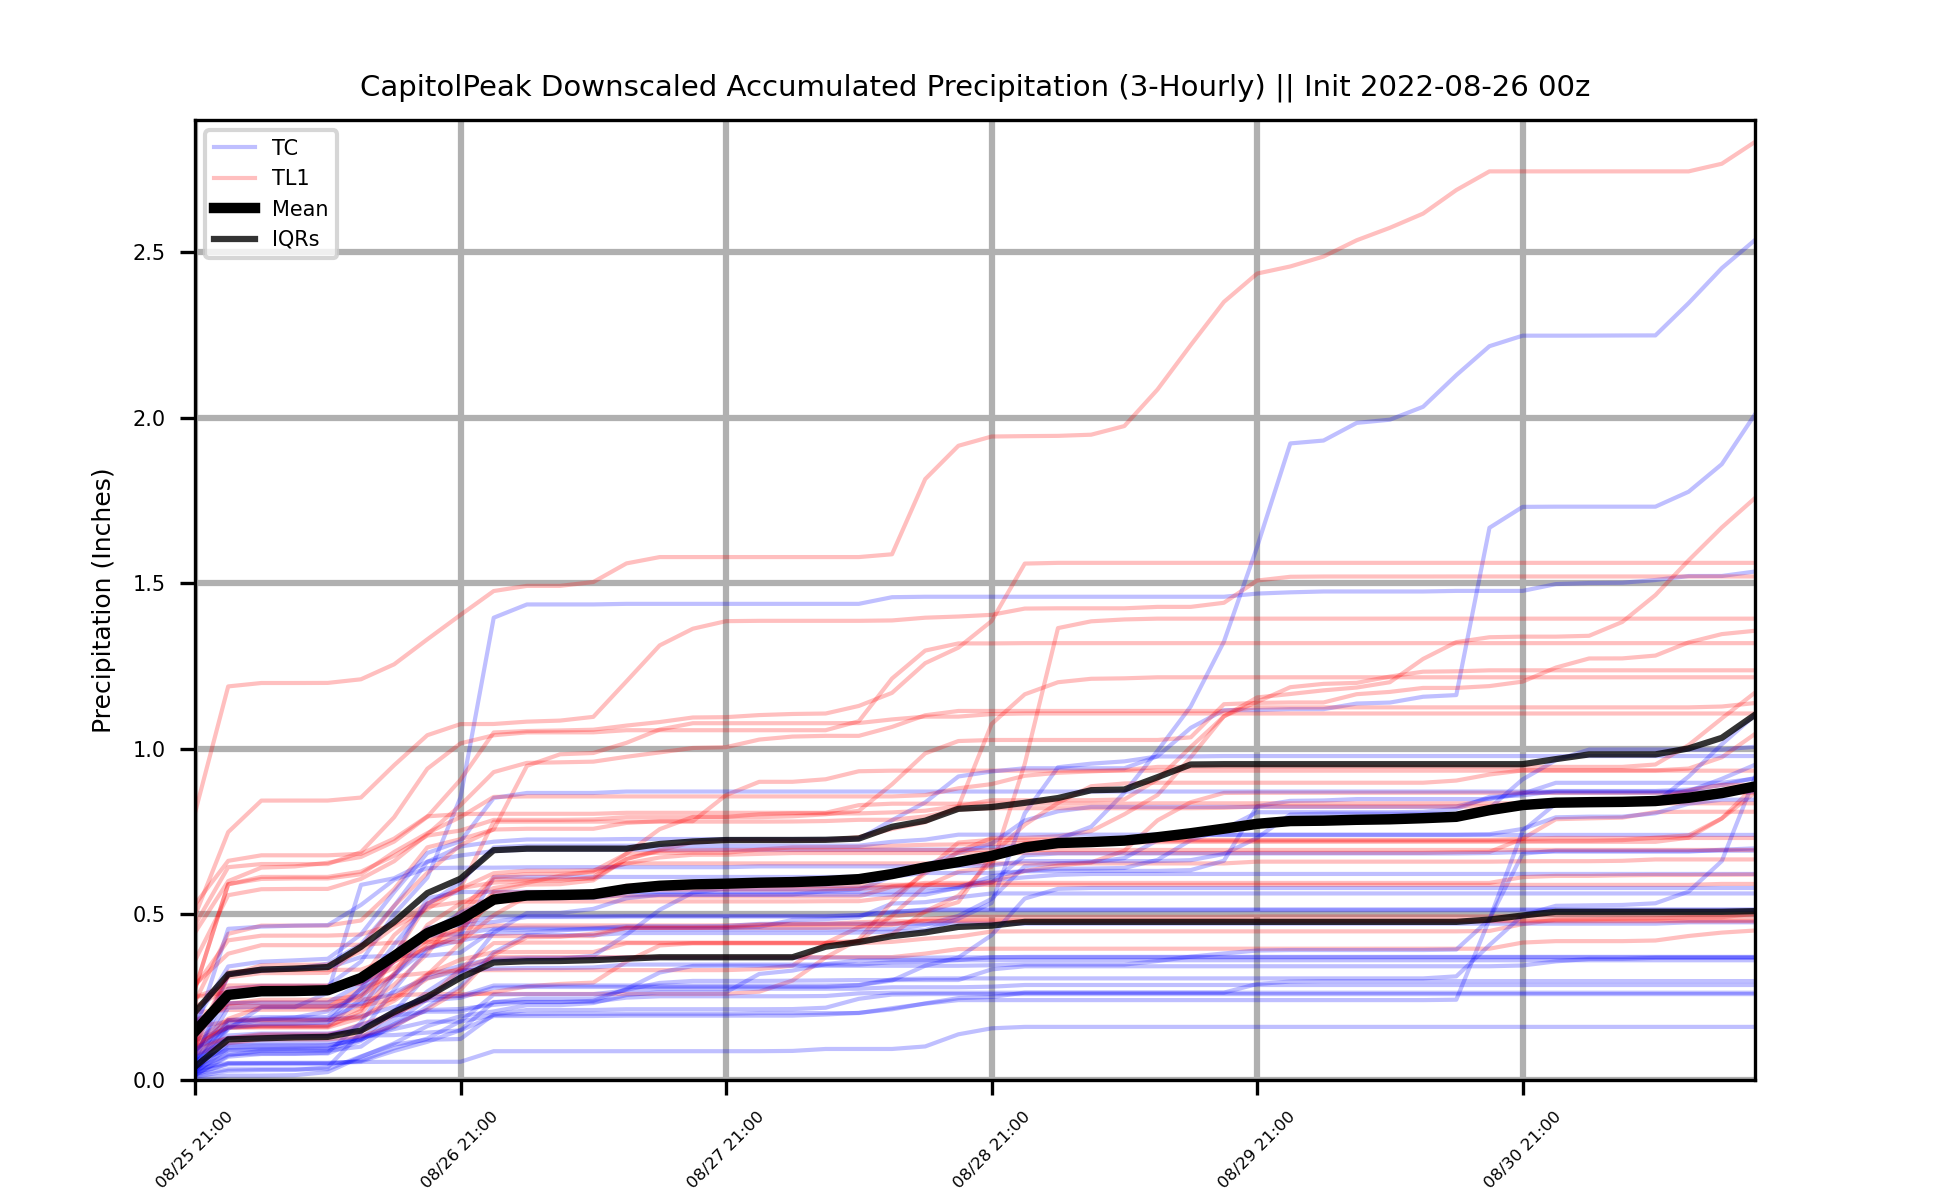 CapitolPeak Downscaled Accumulated Precipitation (3-Hourly) || Init 2022-08-26 00z
TC
TL1
Mean
IQRs
Precipitation (Inches)
2.5
2.0
1.5
1.0
0.5
0.0
08/25 21:00
08/26 21:00
08/27 21:00
08/28 21:00
08/29 21:00
08/30 21:00